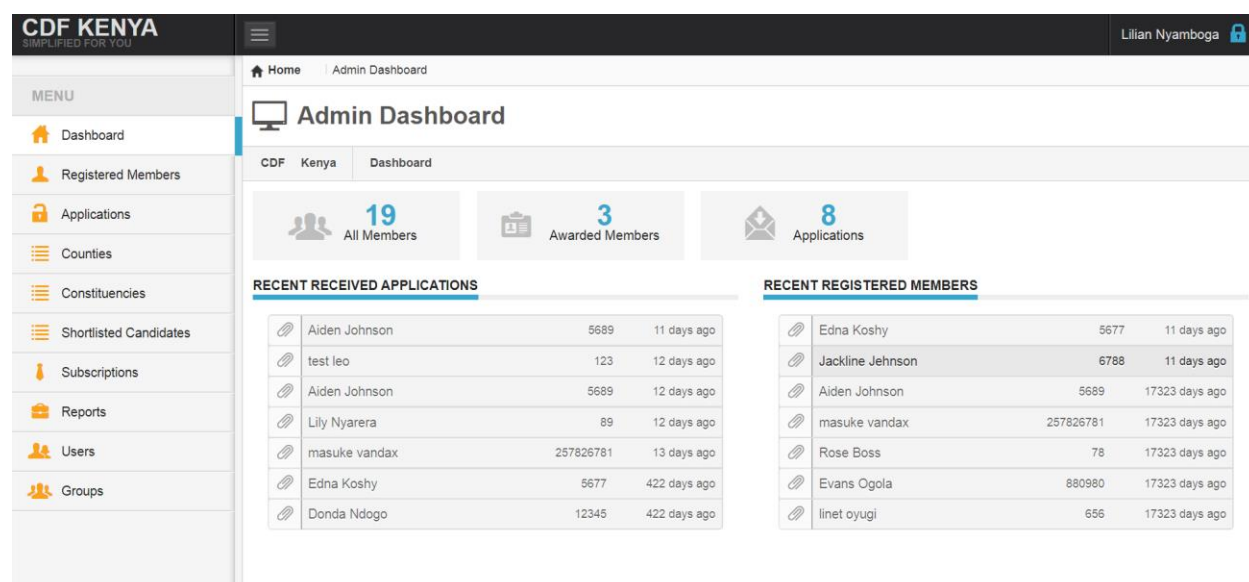 CDF KENYA
SIMPLIFIED FOR YOU
Lilian Nyamboga
Home Admin Dashboard
MENU
Dashboard
Registered Members
Applications
Counties
Constituencies
Shortlisted Candidates
Subscriptions
Reports
Users
Groups
Admin Dashboard
CDF Kenya Dashboard
19
All Members
3
Awarded Members
8
Applications
RECENT RECEIVED APPLICATIONS
Aiden Johnson 5689 11 days ago
test leo 123 12 days ago
Aiden Johnson 5689 12 days ago
Lily Nyarera 89 12 days ago
masuke vandax 257826781 13 days ago
Edna Koshy 5677 422 days ago
Donda Ndogo 12345 422 days ago
RECENT REGISTERED MEMBERS
Edna Koshy 5677 11 days ago
Jackline Jehnson 6788 11 days ago
Aiden Johnson 5689 17323 days ago
masuke vandax 257826781 17323 days ago
Rose Boss 78 17323 days ago
Evans Ogola 880980 17323 days ago
linet oyugi 656 17323 days ago